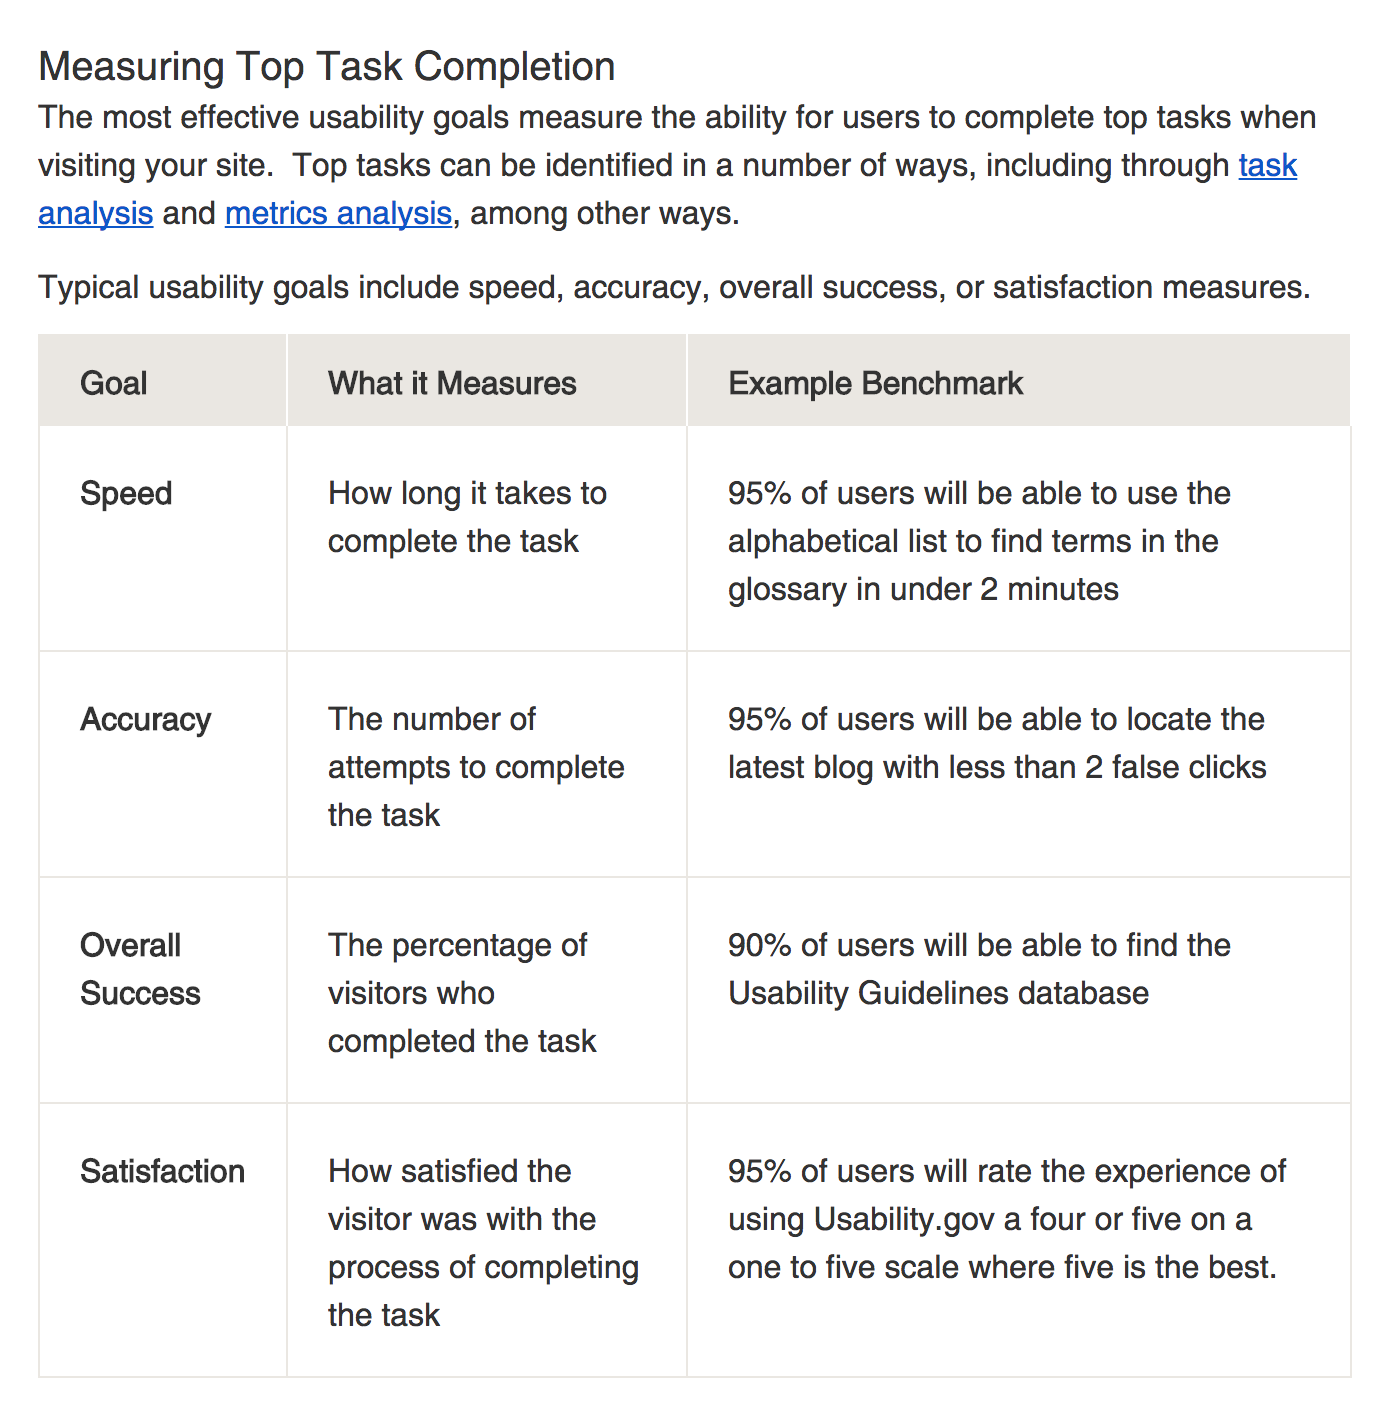 Measuring Top Task Completion
The most effective usability goals measure the ability for users to complete top tasks when
visiting your site.  Top tasks can be identified in a number of ways, including through task
analysis and metrics analysis, among other ways.
Typical usability goals include speed, accuracy, overall success, or satisfaction measures.
Goal
What it Measures
Example Benchmark
Speed
How long it takes to
complete the task
95% of users will be able to use the
alphabetical list to find terms in the
glossary in under 2 minutes
Accuracy
The number of
attempts to complete
the task
95% of users will be able to locate the
latest blog with less than 2 false clicks
Overall
Success
The percentage of
visitors who
completed the task
90% of users will be able to find the
Usability Guidelines database
Satisfaction
How satisfied the
visitor was with the
process of completing
the task
95% of users will rate the experience of
using Usability.gov a four or five on a
one to five scale where five is the best.